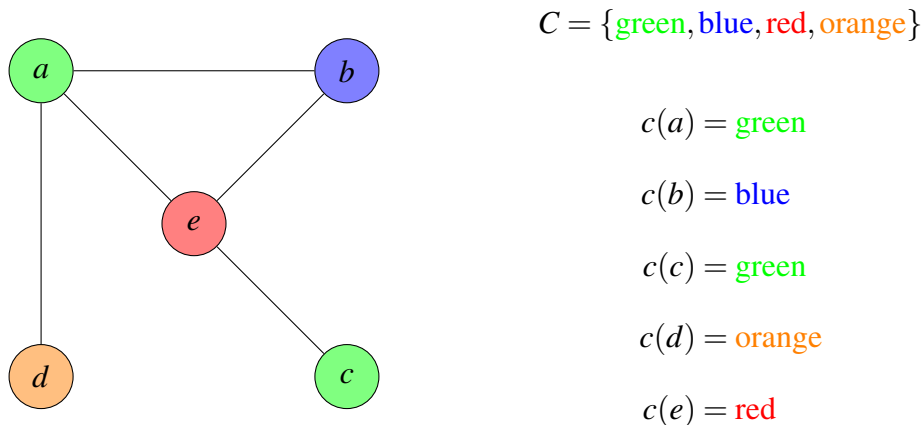 C = {green, blue, red, orange}
a
b
c(a) = green
c(b) = blue
e
c(c) = green
c(d) = orange
d
c
c(e) = red